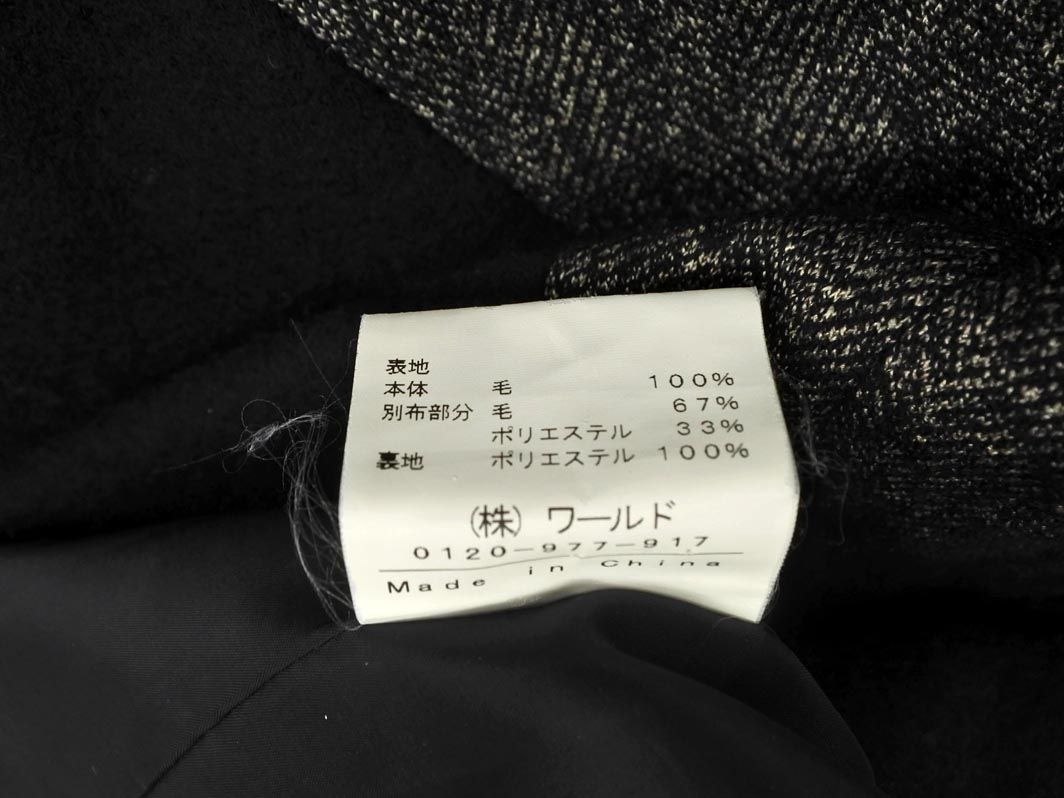 表地
本体 毛 100%
別布部分 毛 67%
ポリエステル 33%
裏地 ポリエステル 100%
(株) ワールド
0120-977-917
Made in China